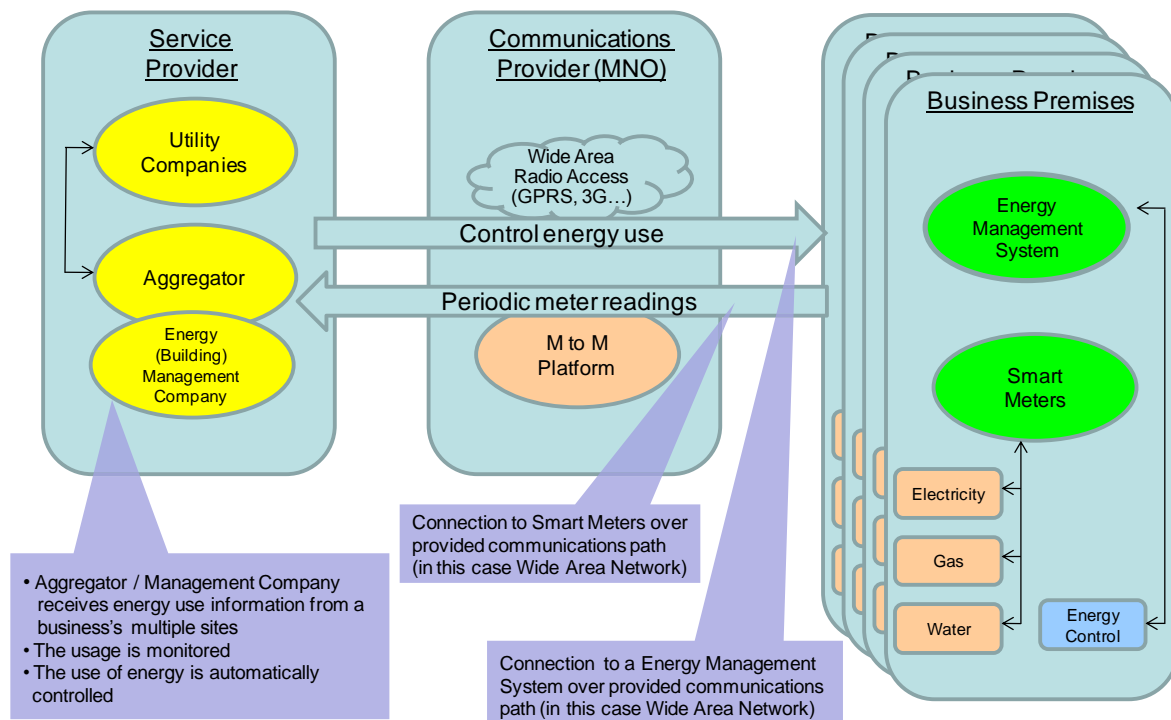 Service
Provider
Utility
Companies
Aggregator
Energy
(Building)
Management
Company
Communications
Provider (MNO)
Wide Area
Radio Access
(GPRS, 3G…)
Control energy use
Periodic meter readings
M to M
Platform
Business Premises
Energy
Management
System
Smart
Meters
Electricity
Gas
Water
Energy
Control
Connection to Smart Meters over
provided communications path
(in this case Wide Area Network)
• Aggregator / Management Company
receives energy use information from a
business's multiple sites
• The usage is monitored
• The use of energy is automatically
controlled
Connection to a Energy Management
System over provided communications
path (in this case Wide Area Network)